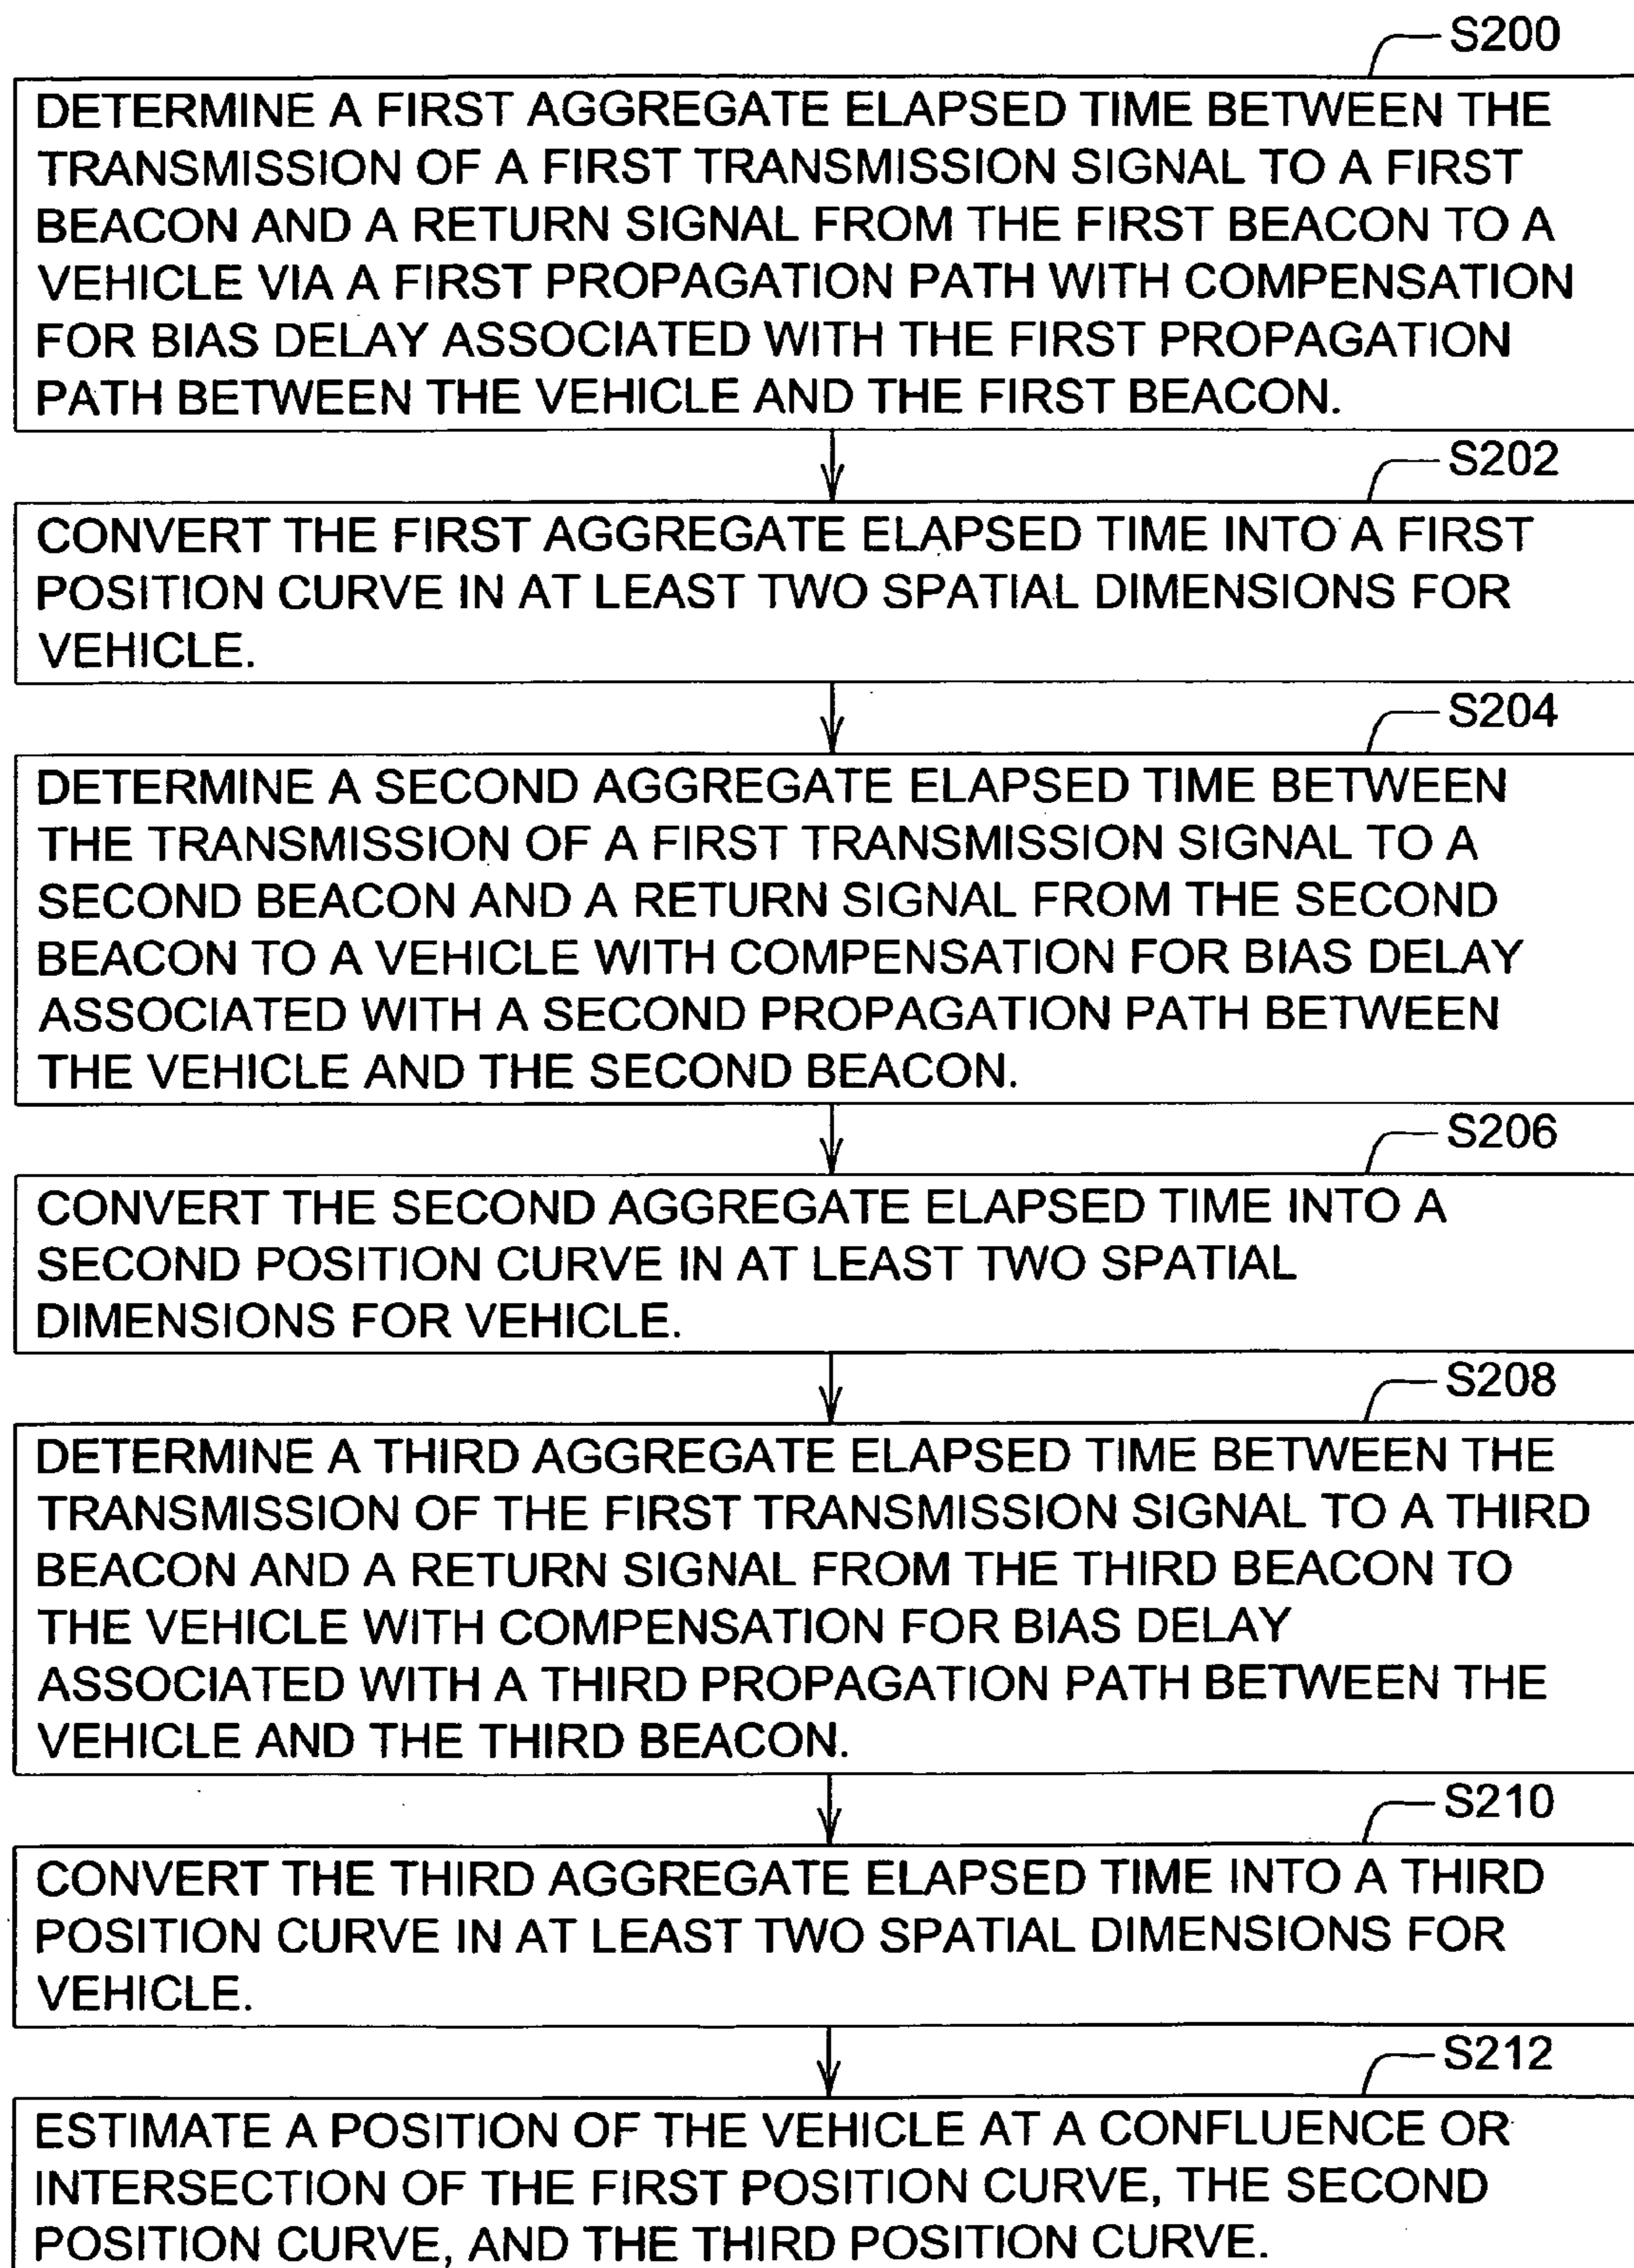 S200
DETERMINE A FIRST AGGREGATE ELAPSED TIME BETWEEN THE
TRANSMISSION OF A FIRST TRANSMISSION SIGNAL TO A FIRST
BEACON AND A RETURN SIGNAL FROM THE FIRST BEACON TO A
VEHICLE VIA A FIRST PROPAGATION PATH WITH COMPENSATION
FOR BIAS DELAY ASSOCIATED WITH THE FIRST PROPAGATION
PATH BETWEEN THE VEHICLE AND THE FIRST BEACON.
S202
CONVERT THE FIRST AGGREGATE ELAPSED TIME INTO A FIRST
POSITION CURVE IN AT LEAST TWO SPATIAL DIMENSIONS FOR
VEHICLE.
S204
DETERMINE A SECOND AGGREGATE ELAPSED TIME BETWEEN
THE TRANSMISSION OF A FIRST TRANSMISSION SIGNAL TO A
SECOND BEACON AND A RETURN SIGNAL FROM THE SECOND
BEACON TO A VEHICLE WITH COMPENSATION FOR BIAS DELAY
ASSOCIATED WITH A SECOND PROPAGATION PATH BETWEEN
THE VEHICLE AND THE SECOND BEACON.
S206
CONVERT THE SECOND AGGREGATE ELAPSED TIME INTO A
SECOND POSITION CURVE IN AT LEAST TWO SPATIAL
DIMENSIONS FOR VEHICLE.
S208
DETERMINE A THIRD AGGREGATE ELAPSED TIME BETWEEN THE
TRANSMISSION OF THE FIRST TRANSMISSION SIGNAL TO A THIRD
BEACON AND A RETURN SIGNAL FROM THE THIRD BEACON TO
THE VEHICLE WITH COMPENSATION FOR BIAS DELAY
ASSOCIATED WITH A THIRD PROPAGATION PATH BETWEEN THE
VEHICLE AND THE THIRD BEACON.
S210
CONVERT THE THIRD AGGREGATE ELAPSED TIME INTO A THIRD
POSITION CURVE IN AT LEAST TWO SPATIAL DIMENSIONS FOR
VEHICLE.
S212
ESTIMATE A POSITION OF THE VEHICLE AT A CONFLUENCE OR
INTERSECTION OF THE FIRST POSITION CURVE, THE SECOND
POSITION CURVE, AND THE THIRD POSITION CURVE.